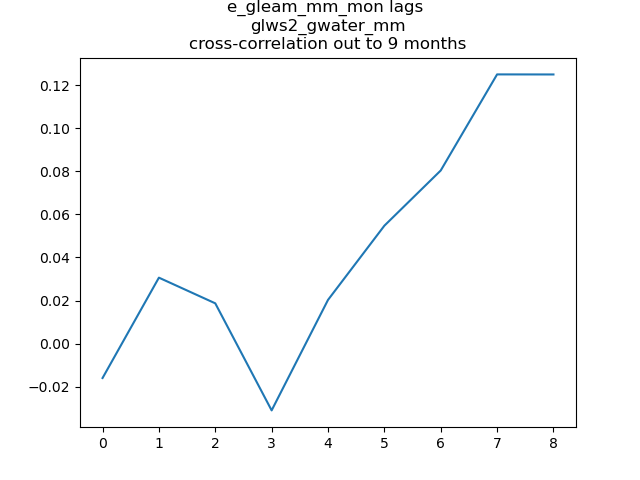 e_gleam_mm_mon lags
glws2_gwater_mm
cross-correlation out to 9 months
0.12
0.10
0.08
0.06
0.04
0.02
0.00
−0.02
0 1 2 3 4 5 6 7 8